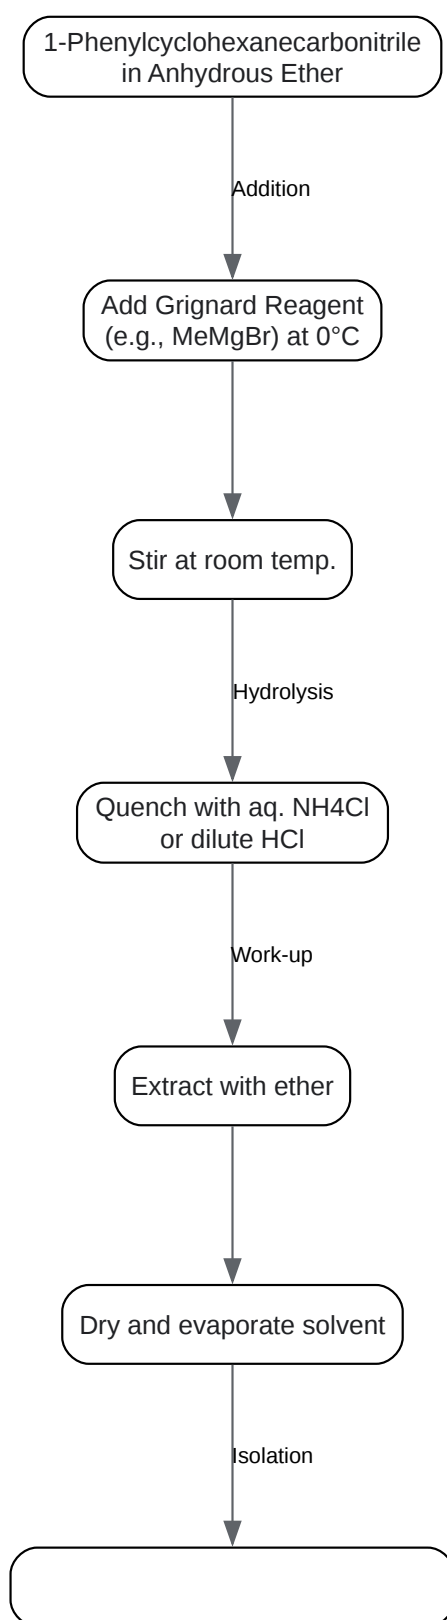 1-Phenylcyclohexanecarbonitrile
in Anhydrous Ether
Addition
Add Grignard Reagent
(e.g., MeMgBr) at 0°C
Stir at room temp.
Hydrolysis
Quench with aq. NH4Cl
or dilute HCl
Work-up
Extract with ether
Dry and evaporate solvent
Isolation